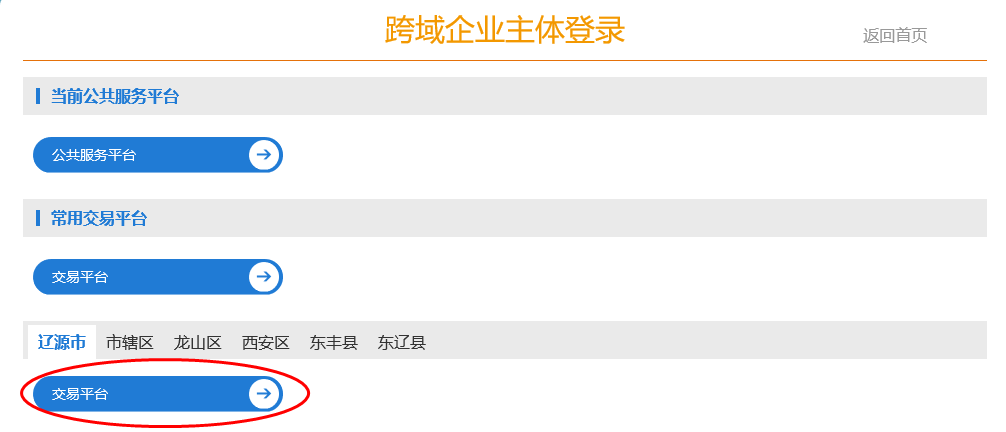 跨域企业主体登录
返回首页
当前公共服务平台
公共服务平台
常用交易平台
交易平台
辽源市 市辖区 龙山区 西安区 东丰县 东辽县
交易平台